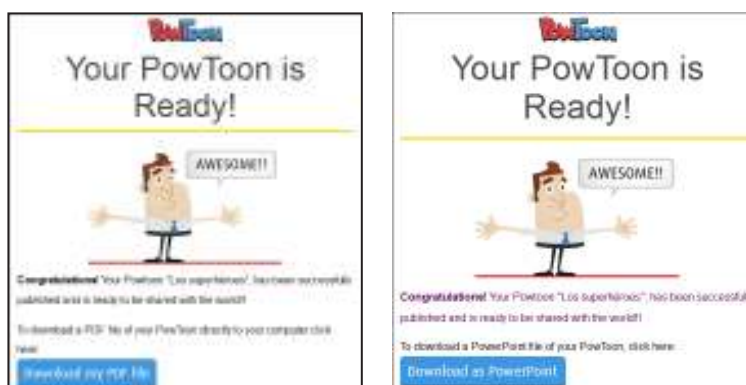 PowToon
Your PowToon is
Ready!
AWESOME!!
Congratulations! Your Powtoon "Los superhéroes", has been successfully
published and is ready to be shared with the world!!
To download a PDF file of your PowToon directly to your computer click
here:
Download my PDF file
PowToon
Your PowToon is
Ready!
AWESOME!!
Congratulations! Your Powtoon "Los superhéroes", has been successful
published and is ready to be shared with the world!!
To download a PowerPoint file of your PowToon, click here:
Download as PowerPoint